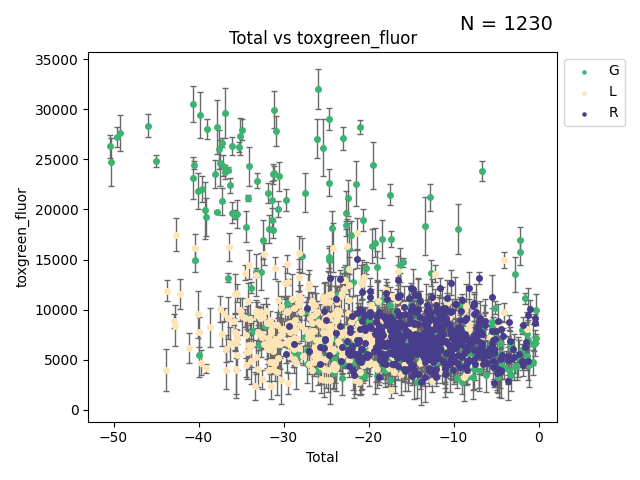 N = 1230
Total vs toxgreen_fluor
35000
30000
25000
20000
15000
10000
5000
0
toxgreen_fluor
−50
−40
−30
−20
−10
0
Total
G
L
R